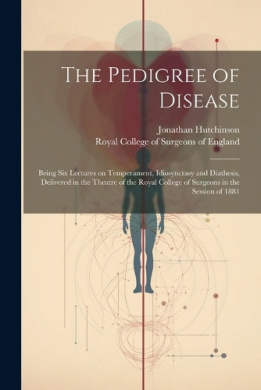 The Pedigree of
Disease
Jonathan Hutchinson
Royal College of Surgeons of England
Being Six Lectures on Temperament, Idiosyncrasy and Diathesis,
Delivered in the Theatre of the Royal College of Surgeons in the
Session of 1881